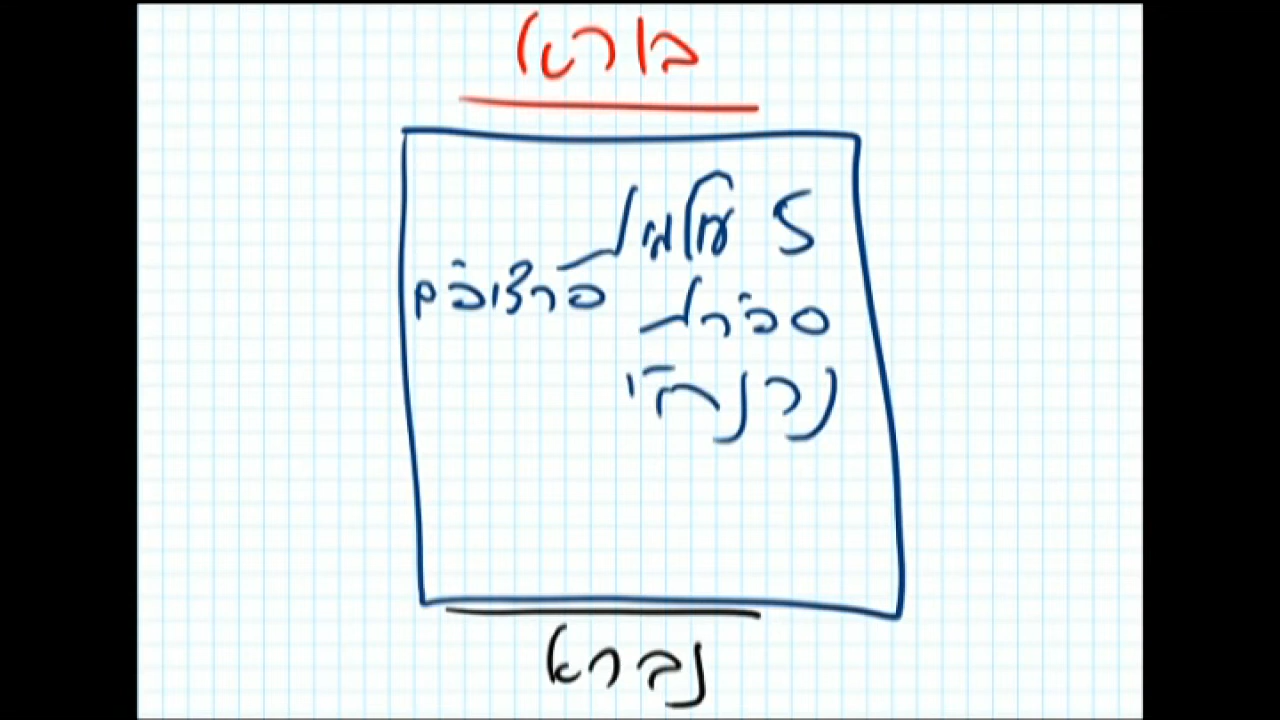 בורא
5 עולמות
פרצופים
ספירות
נרנח"י
נברא